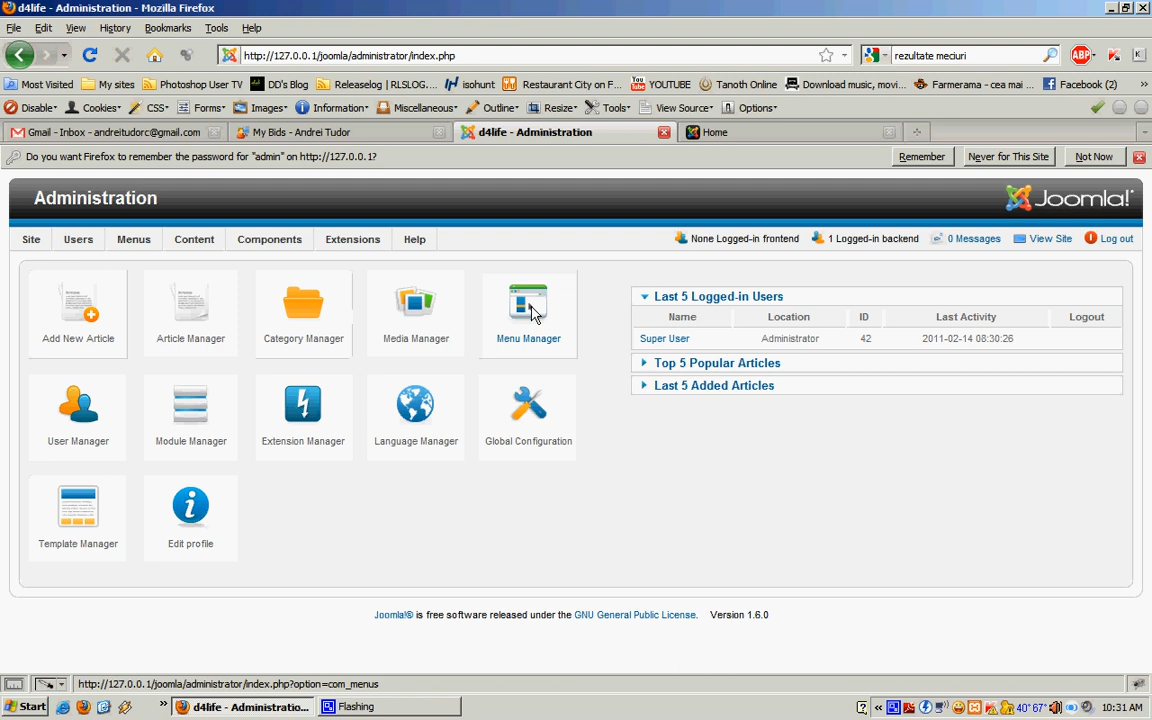 d4life - Administration - Mozilla Firefox
File Edit View History Bookmarks Tools Help
http://127.0.0.1/joomla/administrator/index.php rezultate meciuri ABP
Most Visited My sites Photoshop User TV DD's Blog Releaselog | RLSLOG.... isohunt Restaurant City on F... YOUTUBE Tanoth Online Download music, movi... Farmerama - cea mai ... Facebook (2)
Disable Cookies CSS Forms Images Information Miscellaneous Outline Resize Tools View Source Options
Gmail - Inbox - andreitudorc@gmail.com My Bids - Andrei Tudor d4life - Administration Home
Do you want Firefox to remember the password for "admin" on http://127.0.0.1? Remember Never for This Site Not Now
Administration Joomla!
Site Users Menus Content Components Extensions Help None Logged-in frontend 1 Logged-in backend 0 Messages View Site Log out
Add New Article Article Manager Category Manager Media Manager Menu Manager
User Manager Module Manager Extension Manager Language Manager Global Configuration
Template Manager Edit profile
Last 5 Logged-in Users
Name Location ID Last Activity Logout
Super User Administrator 42 2011-02-14 08:30:26
Top 5 Popular Articles
Last 5 Added Articles
Joomla!® is free software released under the GNU General Public License. Version 1.6.0
http://127.0.0.1/joomla/administrator/index.php?option=com_menus
Start d4life - Administratio... Flashing 40° 67° 10:31 AM